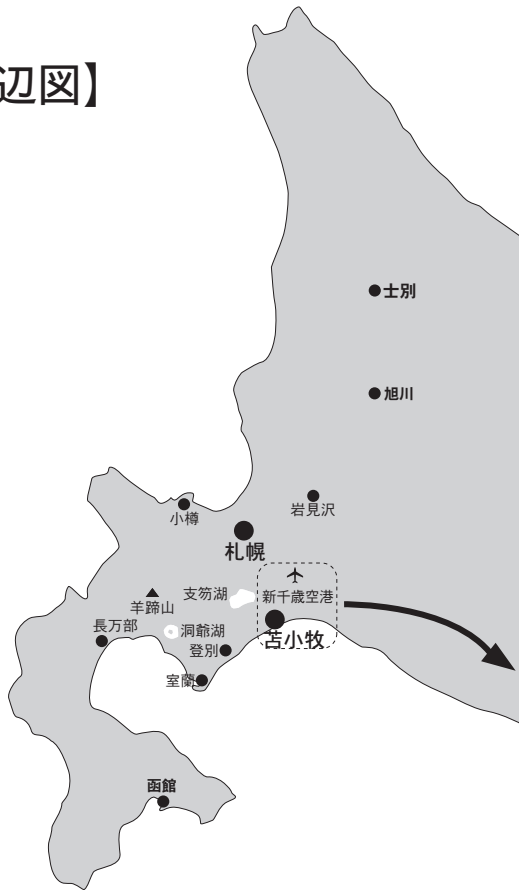 辺図】
士別
旭川
岩見沢
小樽
札幌
支笏湖
新千歳空港
羊蹄山
長万部
洞爺湖
苫小牧
登別
室蘭
函館